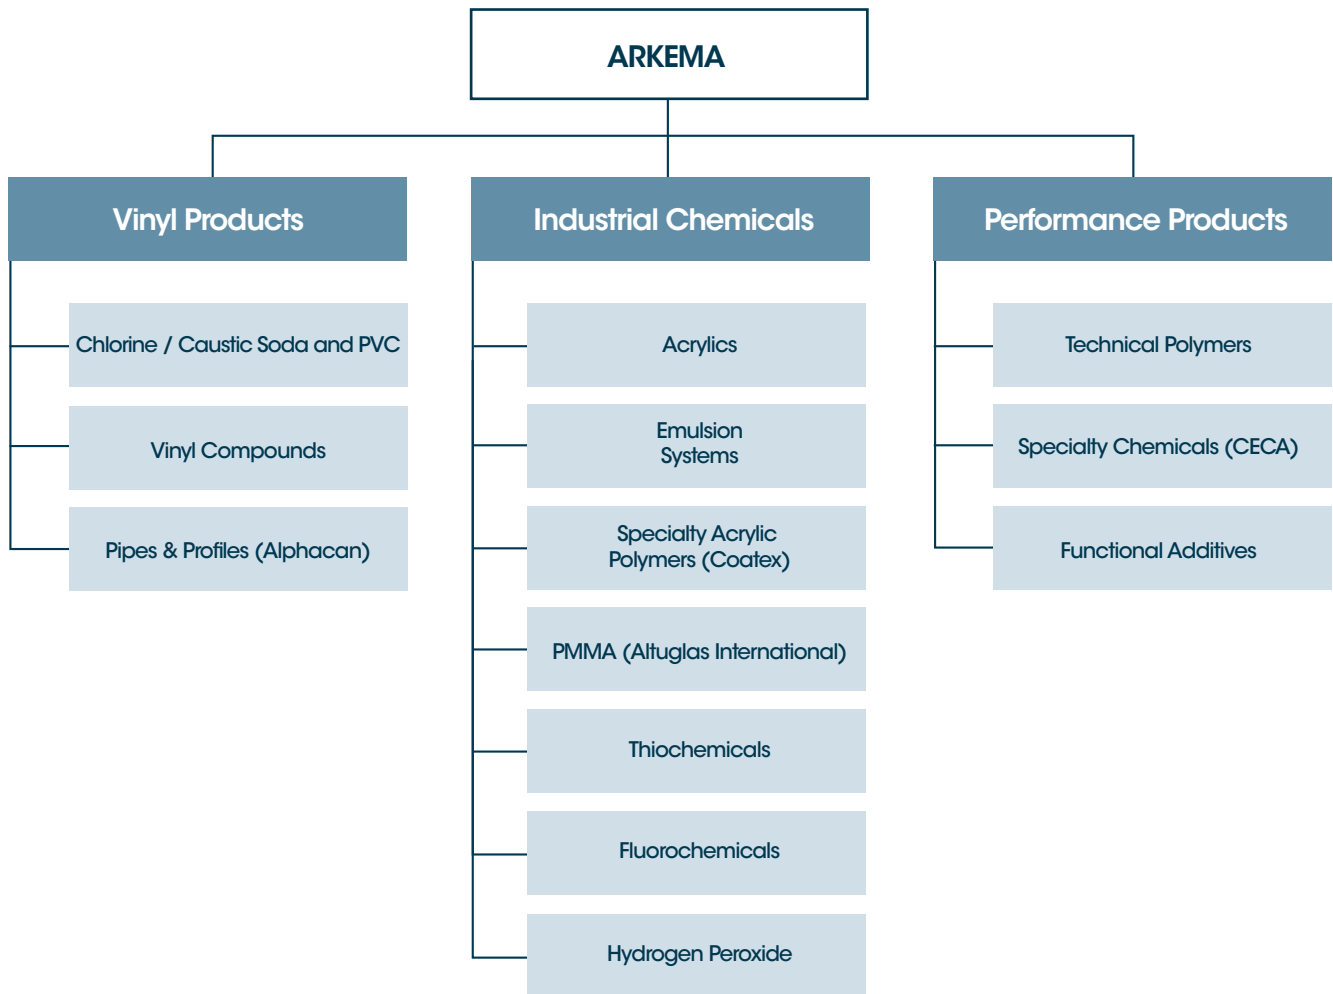 ARKEMA
Vinyl Products
Chlorine / Caustic Soda and PVC
Vinyl Compounds
Pipes & Profiles (Alphacan)
Industrial Chemicals
Acrylics
Emulsion
Systems
Specialty Acrylic
Polymers (Coatex)
PMMA (Altuglas International)
Thiochemicals
Fluorochemicals
Hydrogen Peroxide
Performance Products
Technical Polymers
Specialty Chemicals (CECA)
Functional Additives